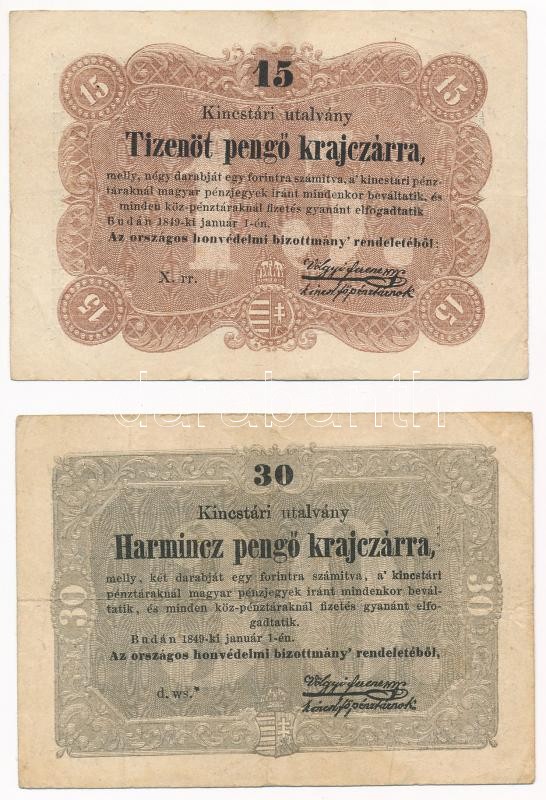 15
15
15
Kincstári utalvány
Tizenöt pengő krajczárra,
melly, négy darabját egy forintra számitva, a' kincstári pénz-
táraknál magyar pénzjegyek iránt mindenkor beváltatik, és
minden köz-pénztáraknál fizetés gyanánt elfogadtatik
Budán 1849-ki január 1-én.
Az országos honvédelmi bizottmány' rendeletéből;
X. rr.
15
15
darabanth
30
Kincstári utalvány
Harmincz pengő krajczárra,
melly, két darabját egy forintra számitva, a' kincstári
pénztáraknál magyar pénzjegyek iránt mindenkor bevál-
tatik, és minden köz-pénztáraknál fizetés gyanánt elfo-
gadtatik.
Budán 1849-ki január 1-én.
Az országos honvédelmi bizottmány' rendeletéből,
30
30
d. ws.*